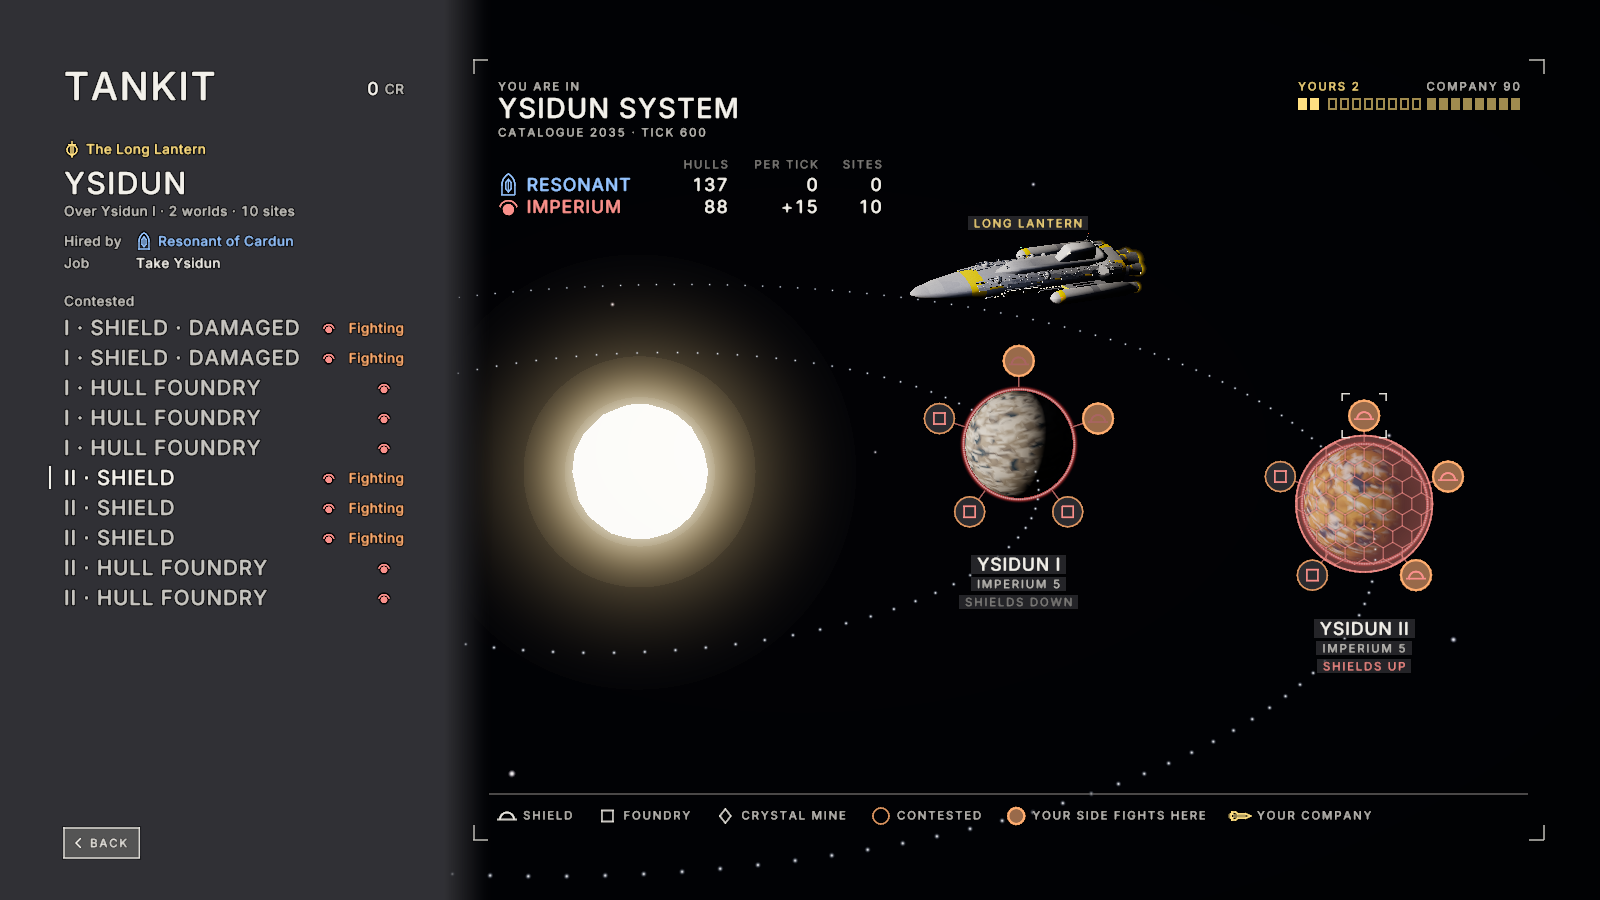 TANKIT
0 CR
The Long Lantern
YSIDUN
Over Ysidun I · 2 worlds · 10 sites
Hired by Resonant of Cardun
Job Take Ysidun
Contested
I · SHIELD · DAMAGED Fighting
I · SHIELD · DAMAGED Fighting
I · HULL FOUNDRY
I · HULL FOUNDRY
I · HULL FOUNDRY
II · SHIELD Fighting
II · SHIELD Fighting
II · SHIELD Fighting
II · HULL FOUNDRY
II · HULL FOUNDRY
BACK
YOU ARE IN
YSIDUN SYSTEM
CATALOGUE 2035 · TICK 600
HULLS PER TICK SITES
RESONANT 137 0 0
IMPERIUM 88 +15 10
YOURS 2 COMPANY 90
LONG LANTERN
YSIDUN I
IMPERIUM 5
SHIELDS DOWN
YSIDUN II
IMPERIUM 5
SHIELDS UP
SHIELD FOUNDRY CRYSTAL MINE CONTESTED YOUR SIDE FIGHTS HERE YOUR COMPANY